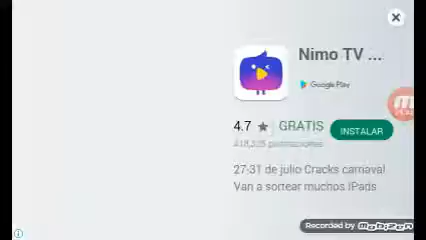 Nimo TV ...
Google Play
4.7 ★ GRATIS
INSTALAR
27-31 de julio Cracks carnaval
Van a sortear muchos IPads
Recorded by Mobizen